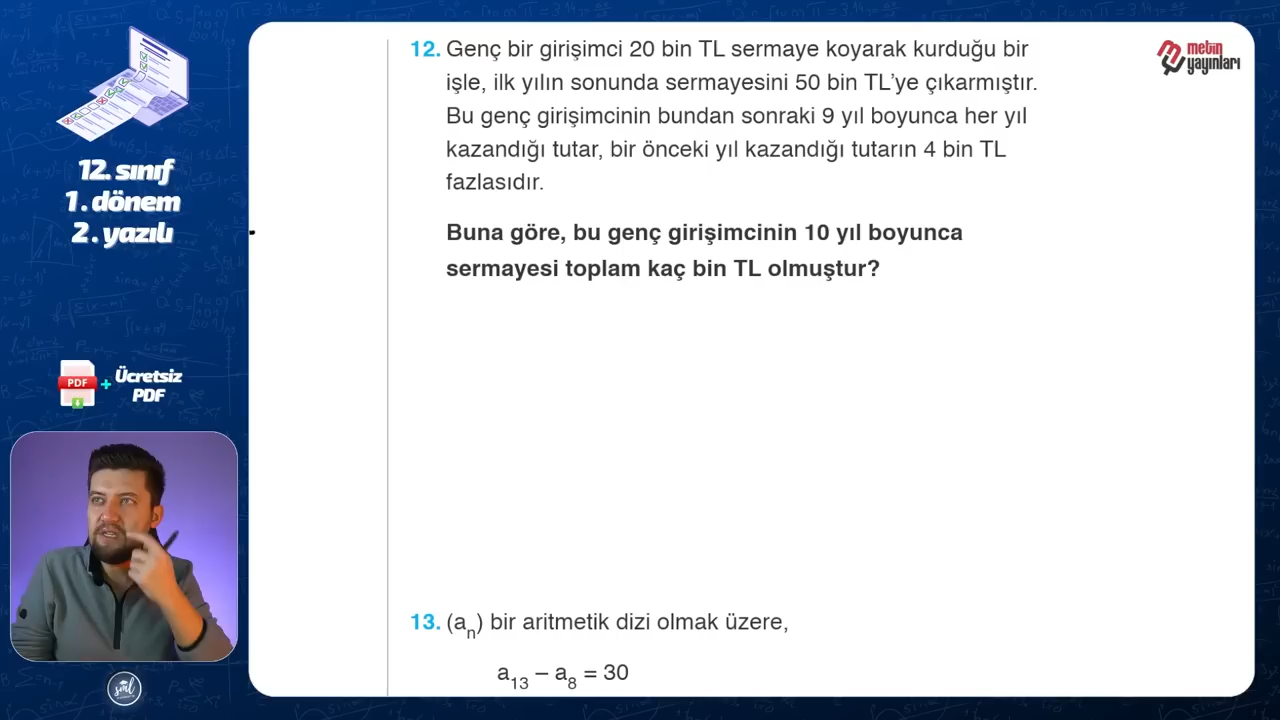 12. sınıf
1. dönem
2. yazılı
PDF
Ücretsiz
PDF
sml
metin
yayınları
12. Genç bir girişimci 20 bin TL sermaye koyarak kurduğu bir
işle, ilk yılın sonunda sermayesini 50 bin TL'ye çıkarmıştır.
Bu genç girişimcinin bundan sonraki 9 yıl boyunca her yıl
kazandığı tutar, bir önceki yıl kazandığı tutarın 4 bin TL
fazlasıdır.
Buna göre, bu genç girişimcinin 10 yıl boyunca
sermayesi toplam kaç bin TL olmuştur?
13. (aₙ) bir aritmetik dizi olmak üzere,
a₁₃ – a₈ = 30